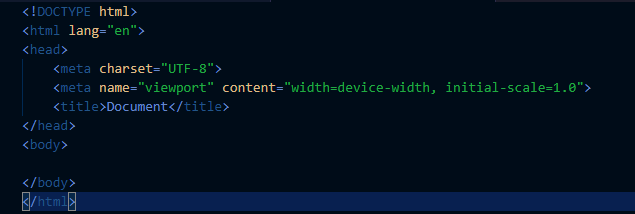 <!DOCTYPE html>
<html lang="en">
<head>
    <meta charset="UTF-8">
    <meta name="viewport" content="width=device-width, initial-scale=1.0">
    <title>Document</title>
</head>
<body>

</body>
</html>